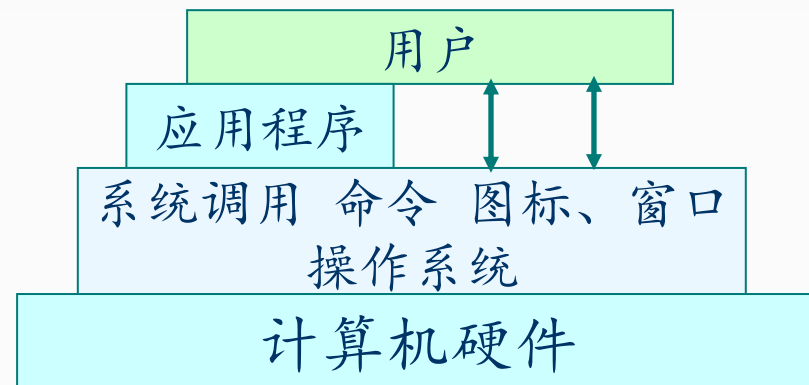 用户
应用程序
系统调用 命令 图标、窗口
操作系统
计算机硬件